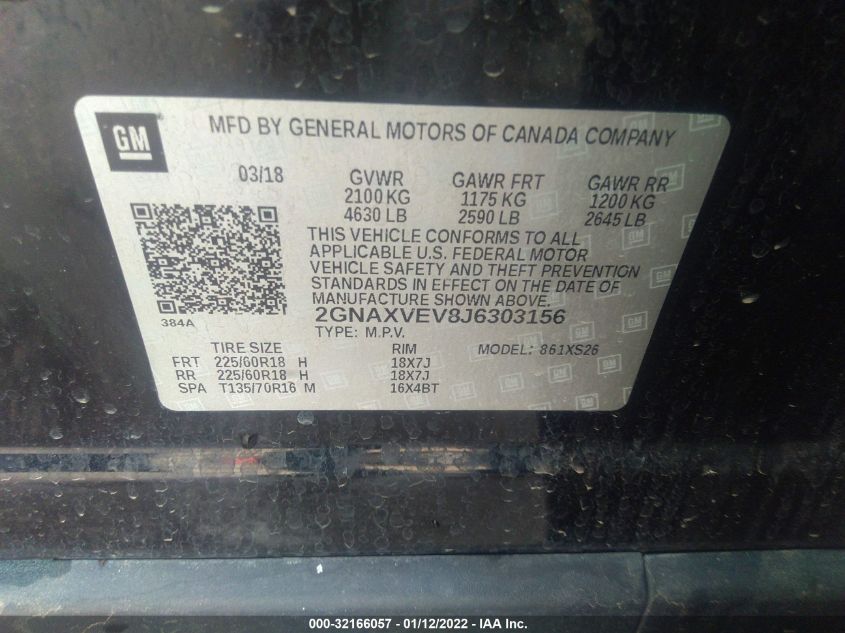 GM
MFD BY GENERAL MOTORS OF CANADA COMPANY
03/18 GVWR GAWR FRT GAWR RR
2100 KG 1175 KG 1200 KG
4630 LB 2590 LB 2645 LB
THIS VEHICLE CONFORMS TO ALL
APPLICABLE U.S. FEDERAL MOTOR
VEHICLE SAFETY AND THEFT PREVENTION
STANDARDS IN EFFECT ON THE DATE OF
MANUFACTURE SHOWN ABOVE.
384A 2GNAXVEV8J6303156
TYPE: M.P.V.
TIRE SIZE RIM MODEL: 861XS26
FRT 225/60R18 H 18X7J
RR 225/60R18 H 18X7J
SPA T135/70R16 M 16X4BT
000-32166057 - 01/12/2022 - IAA Inc.